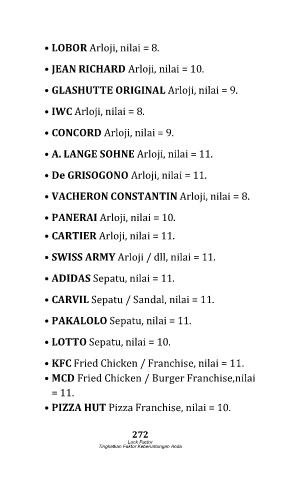 • LOBOR Arloji, nilai = 8.
• JEAN RICHARD Arloji, nilai = 10.
• GLASHUTTE ORIGINAL Arloji, nilai = 9.
• IWC Arloji, nilai = 8.
• CONCORD Arloji, nilai = 9.
• A. LANGE SOHNE Arloji, nilai = 11.
• De GRISOGONO Arloji, nilai = 11.
• VACHERON CONSTANTIN Arloji, nilai = 8.
• PANERAI Arloji, nilai = 10.
• CARTIER Arloji, nilai = 11.
• SWISS ARMY Arloji / dll, nilai = 11.
• ADIDAS Sepatu, nilai = 11.
• CARVIL Sepatu / Sandal, nilai = 11.
• PAKALOLO Sepatu, nilai = 11.
• LOTTO Sepatu, nilai = 10.
• KFC Fried Chicken / Franchise, nilai = 11.
• MCD Fried Chicken / Burger Franchise,nilai
= 11.
• PIZZA HUT Pizza Franchise, nilai = 10.
272
Luck Factor
Tingkatkan Faktor Keberuntungan Anda